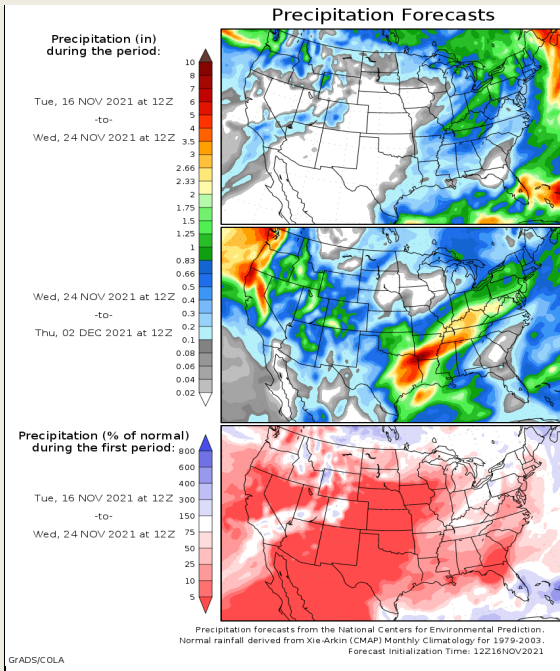 Precipitation Forecasts
Precipitation (in)
during the period:
Tue, 16 NOV 2021 at 12Z
-to-
Wed, 24 NOV 2021 at 12Z
10
8
7
6
5
4
3.5
3
2.66
2.33
2
1.75
1.5
1.25
1
0.83
0.66
0.5
0.4
0.3
0.2
0.1
0.08
0.06
0.04
0.02
Wed, 24 NOV 2021 at 12Z
-to-
Thu, 02 DEC 2021 at 12Z
Precipitation (% of normal)
during the first period:
Tue, 16 NOV 2021 at 12Z
-to-
Wed, 24 NOV 2021 at 12Z
800
600
400
300
150
75
50
25
10
5
Precipitation forecasts from the National Centers for Environmental Prediction.
Normal rainfall derived from Xie-Arkin (CMAP) Monthly Climatology for 1979-2003.
Forecast Initialization Time: 12Z16NOV2021
GrADS/COLA